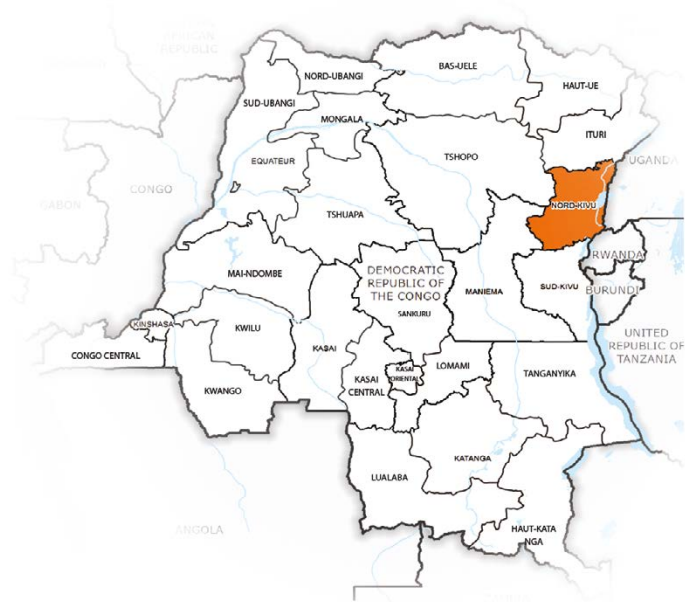 AFRICAN
REPUBLIC
BAS-UELE
NORD-UBANGI
HAUT-UE
SUD-UBANGI
MONGALA
ITURI
EQUATEUR
TSHOPO
UGANDA
CONGO
GABON
NORD-KIVU
TSHUAPA
RWANDA
MAI-NDOMBE
DEMOCRATIC
REPUBLIC OF
THE CONGO
MANIEMA
SUD-KIVU
BURUNDI
SANKURU
KINSHASA
KWILU
KASAI
UNITED
REPUBLIC OF
TANZANIA
CONGO CENTRAL
KWANGO
KASAI
CENTRAL
KASAI
ORIENTAL
LOMAMI
TANGANYIKA
KATANGA
LUALABA
ANGOLA
HAUT-KATA
NGA